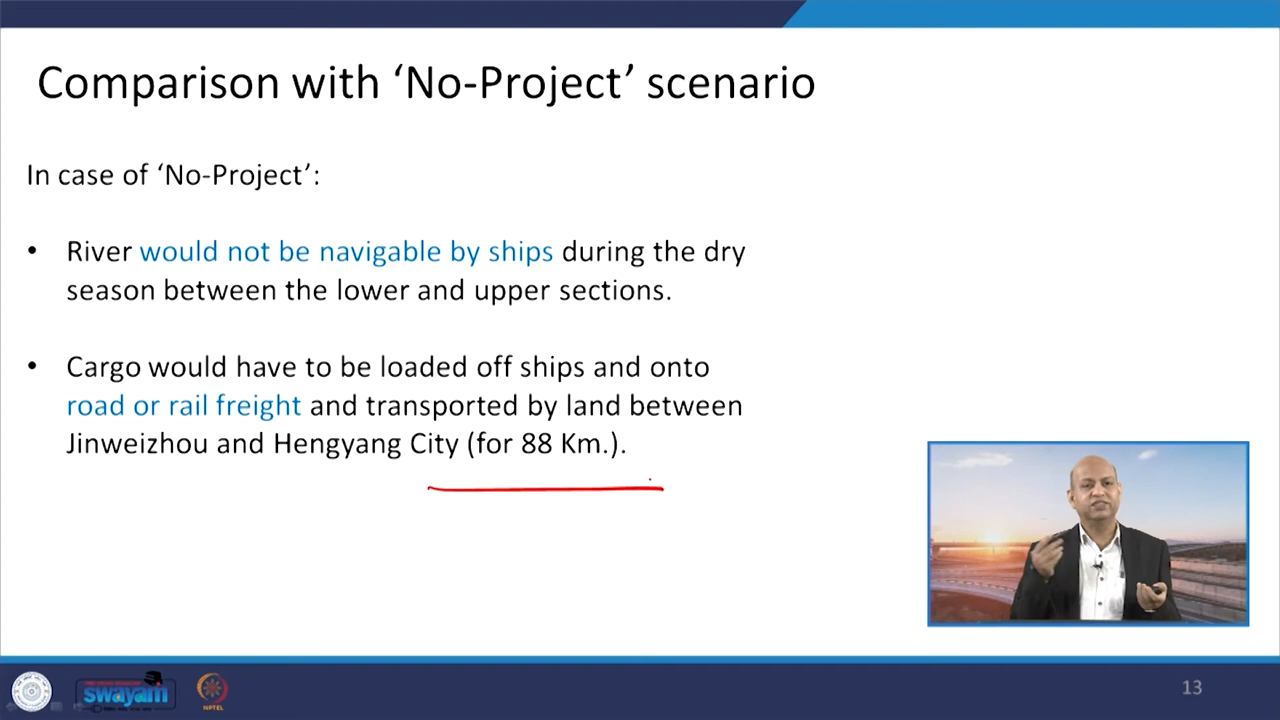 Comparison with ‘No-Project’ scenario
In case of ‘No-Project’:
• River would not be navigable by ships during the dry
season between the lower and upper sections.
• Cargo would have to be loaded off ships and onto
road or rail freight and transported by land between
Jinweizhou and Hengyang City (for 88 Km.).
swayam
NPTEL
13